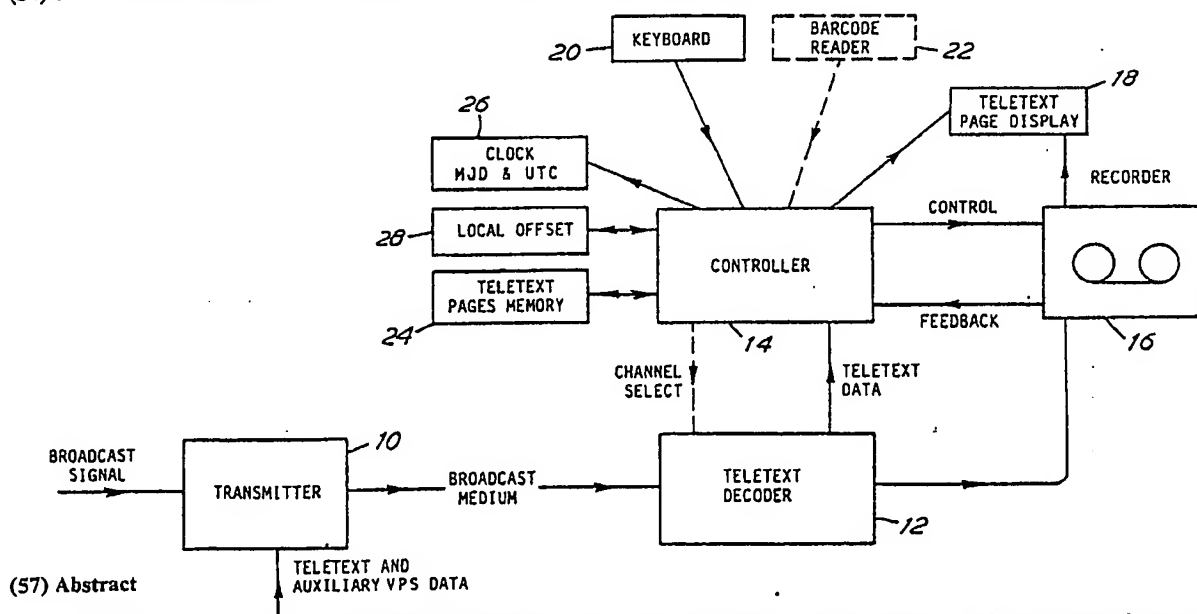 20
KEYBOARD
BARCODE
READER
22
18
TELETEXT
PAGE DISPLAY
26
CLOCK
MJD & UTC
RECORDER
28
LOCAL OFFSET
CONTROL
CONTROLLER
TELETEXT
PAGES MEMORY
24
14
FEEDBACK
16
CHANNEL
SELECT
TELETEXT
DATA
10
BROADCAST
SIGNAL
TRANSMITTER
BROADCAST
MEDIUM
TELETEXT
DECODER
12
TELETEXT AND
AUXILIARY VPS DATA
(57) Abstract